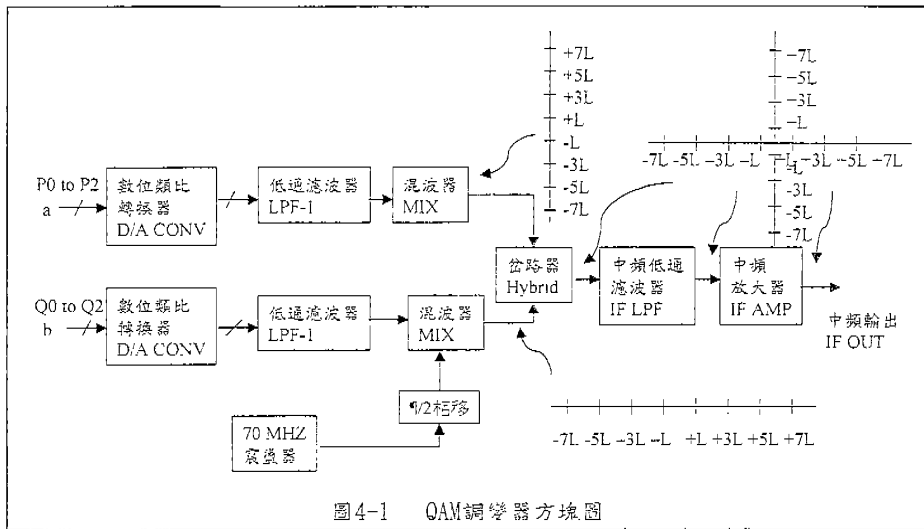 +7L
+5L
+3L
+L
-L
-3L
-5L
-7L
-7L
-5L
-3L
-L
-7L -5L -3L -L -L -3L -5L +7L
-L
-3L
-5L
-7L
P0 to P2
a
數位類比
轉換器
D/A CONV
低通濾波器
LPF-1
混波器
MIX
岔路器
Hybrid
中頻低通
濾波器
IF LPF
中頻
放大器
IF AMP
中頻輸出
IF OUT
Q0 to Q2
b
數位類比
轉換器
D/A CONV
低通濾波器
LPF-1
混波器
MIX
¶/2相移
70 MHZ
震盪器
-7L -5L -3L -L +L +3L +5L +7L
圖4-1 QAM調變器方塊圖